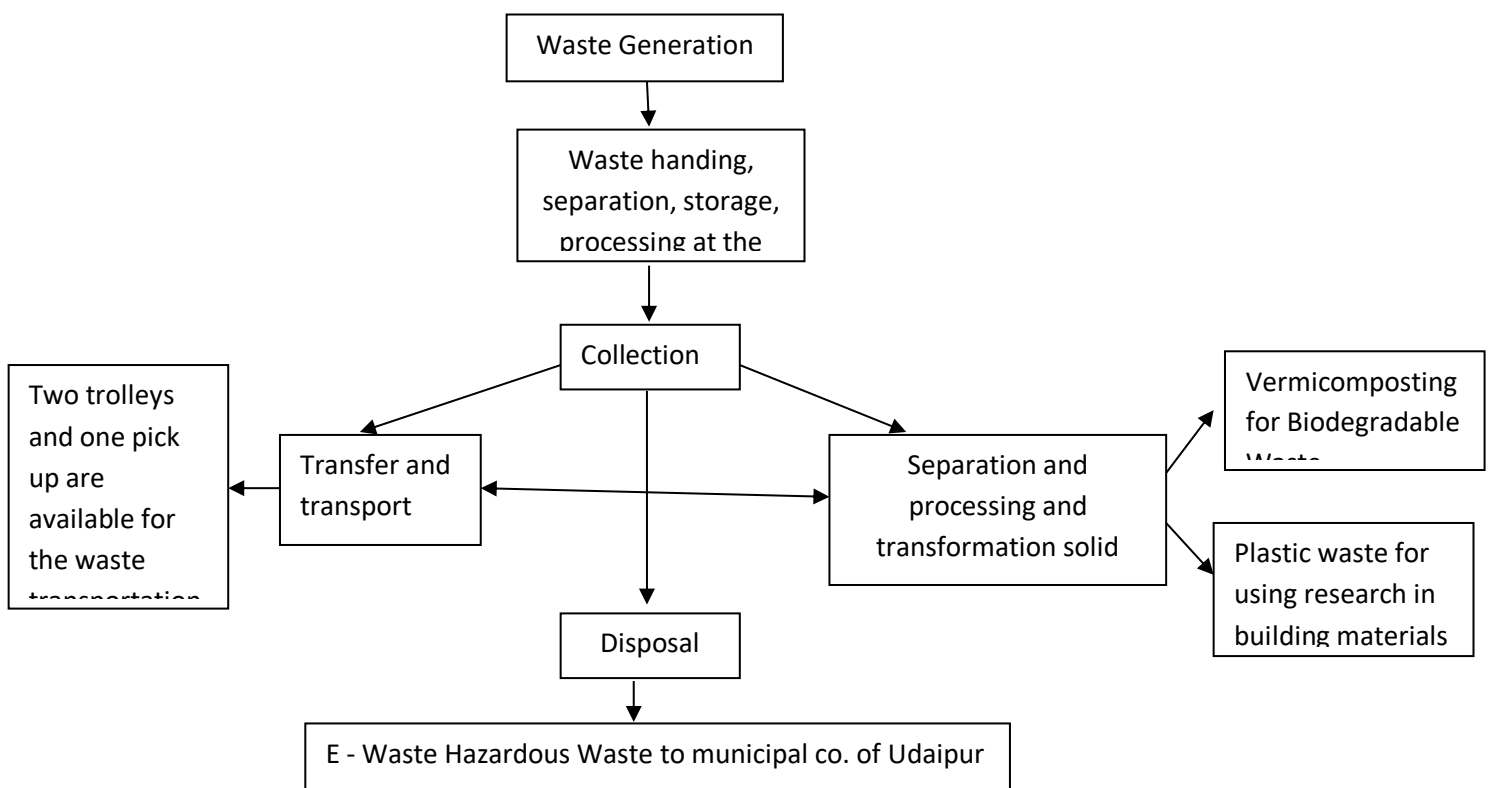 Waste Generation
Waste handing,
separation, storage,
processing at the
Collection
Two trolleys
and one pick
up are
available for
the waste
transportation
Transfer and
transport
Separation and
processing and
transformation solid
Vermicomposting
for Biodegradable
Waste
Plastic waste for
using research in
building materials
Disposal
E - Waste Hazardous Waste to municipal co. of Udaipur